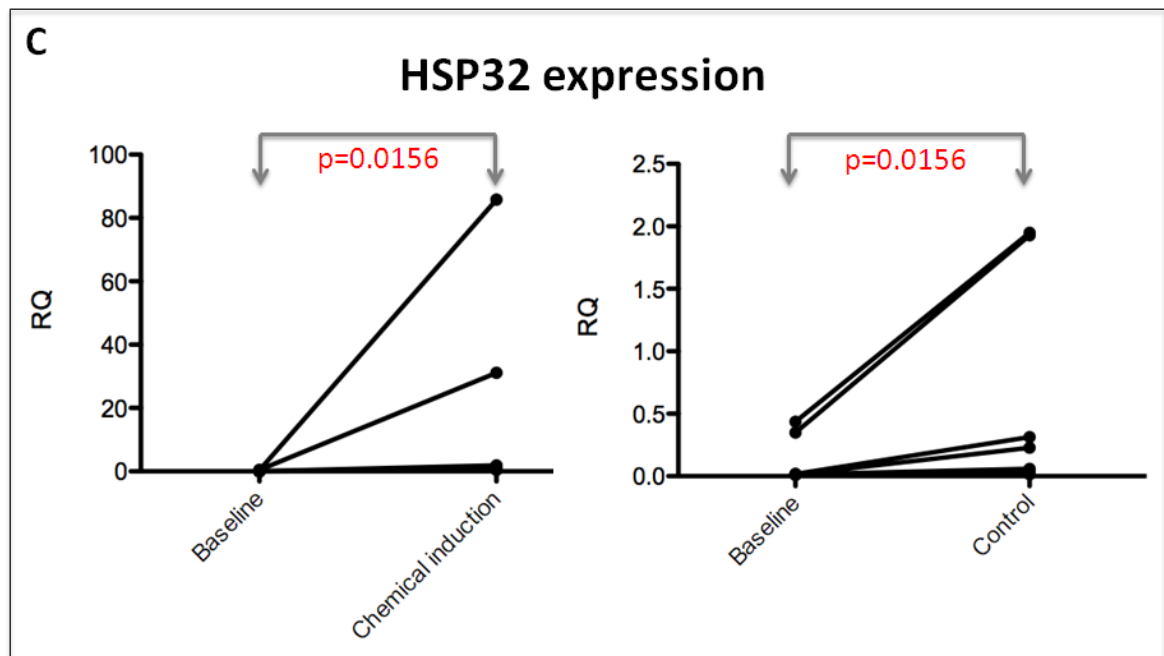 C
HSP32 expression
p=0.0156
100
80
60
40
20
0
RQ
Baseline
Chemical induction
p=0.0156
2.5
2.0
1.5
1.0
0.5
0.0
RQ
Baseline
Control